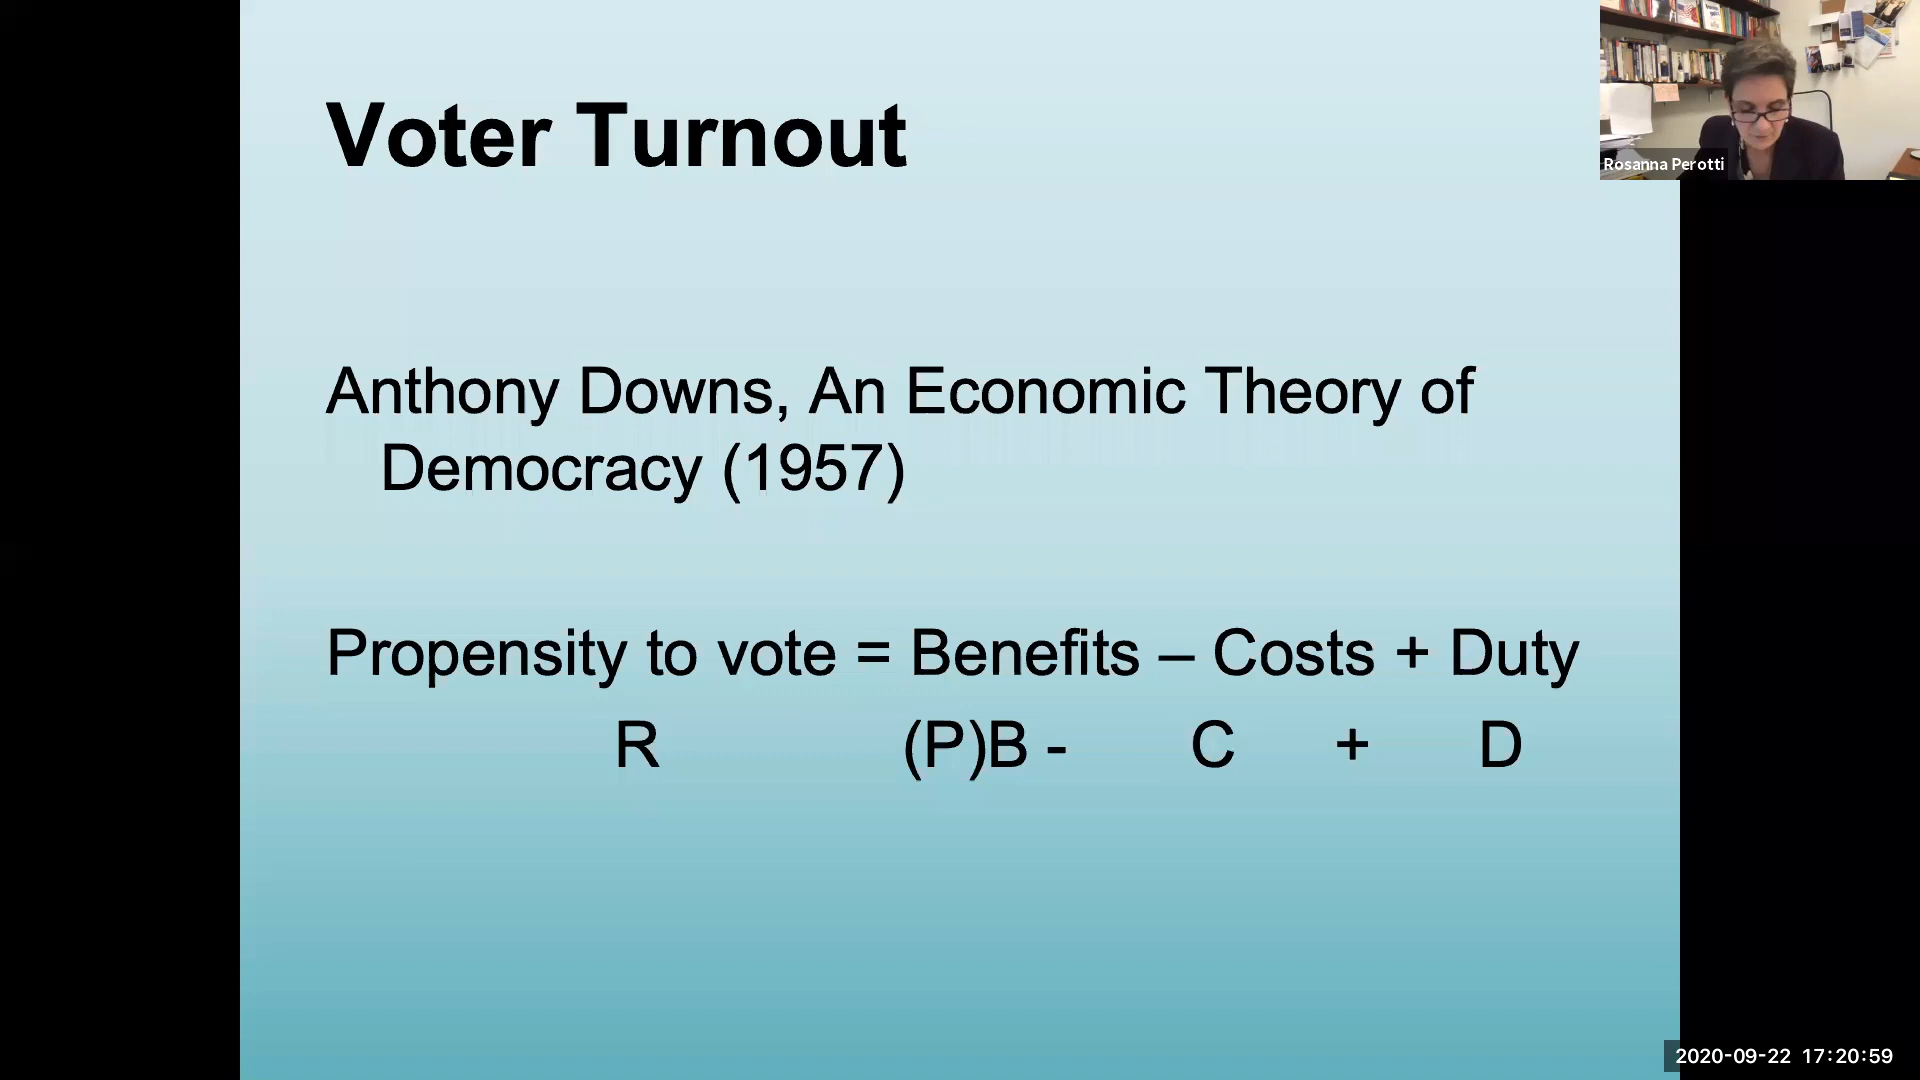 Voter Turnout
Anthony Downs, An Economic Theory of
Democracy (1957)
Propensity to vote = Benefits – Costs + Duty
R (P)B - C + D
Rosanna Perotti
2020-09-22 17:20:59